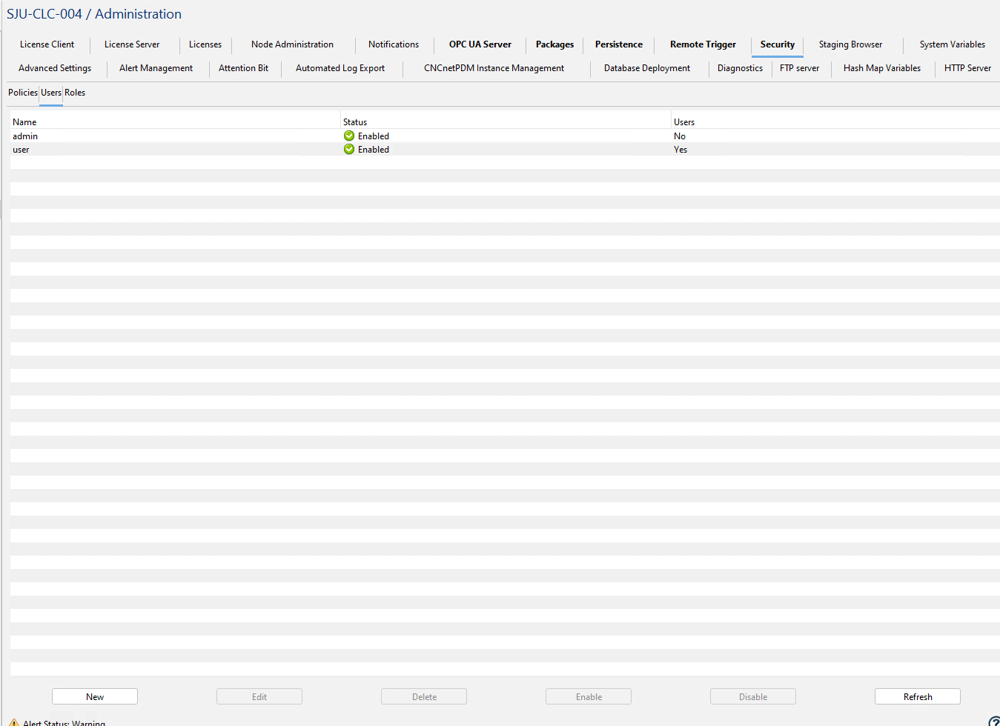 SJU-CLC-004 / Administration
License Client License Server Licenses Node Administration Notifications OPC UA Server Packages Persistence Remote Trigger Security Staging Browser System Variables
Advanced Settings Alert Management Attention Bit Automated Log Export CNCnetPDM Instance Management Database Deployment Diagnostics FTP server Hash Map Variables HTTP Server
Policies Users Roles
Name Status Users
admin Enabled No
user Enabled Yes
New Edit Delete Enable Disable Refresh
Alert Status: Warning